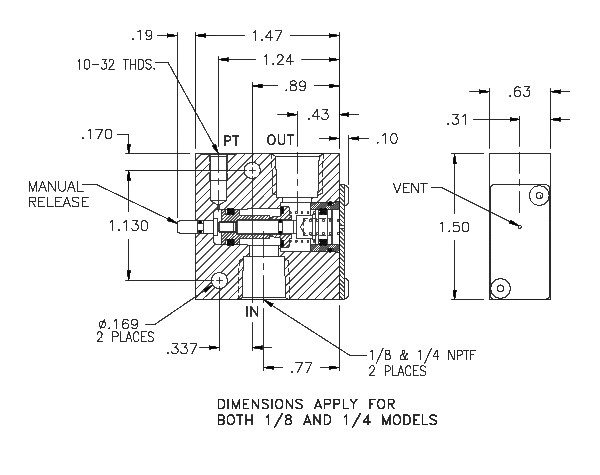 .19
1.47
1.24
10-32 THDS.
.89
.63
.43
.31
PT
OUT
.10
.170
MANUAL
RELEASE
VENT
1.130
1.50
ø.169
2 PLACES
IN
.337
1/8 & 1/4 NPTF
2 PLACES
.77
DIMENSIONS APPLY FOR
BOTH 1/8 AND 1/4 MODELS